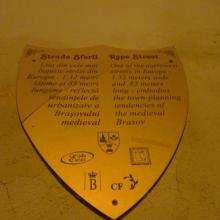 Strada Sforii
Una din cele mai
înguste străzi din
Europa - 1.32 metri
lățime și 83 metri
lungime - reflectă
tendințele de
urbanizare a
Brașovului
medieval
Rope Street
One of the narrowest
streets in Europe
- 1.32 meters wide
and 83 meters
long - embodies
the town-planning
tendencies of
the medieval
Brasov
B
CF